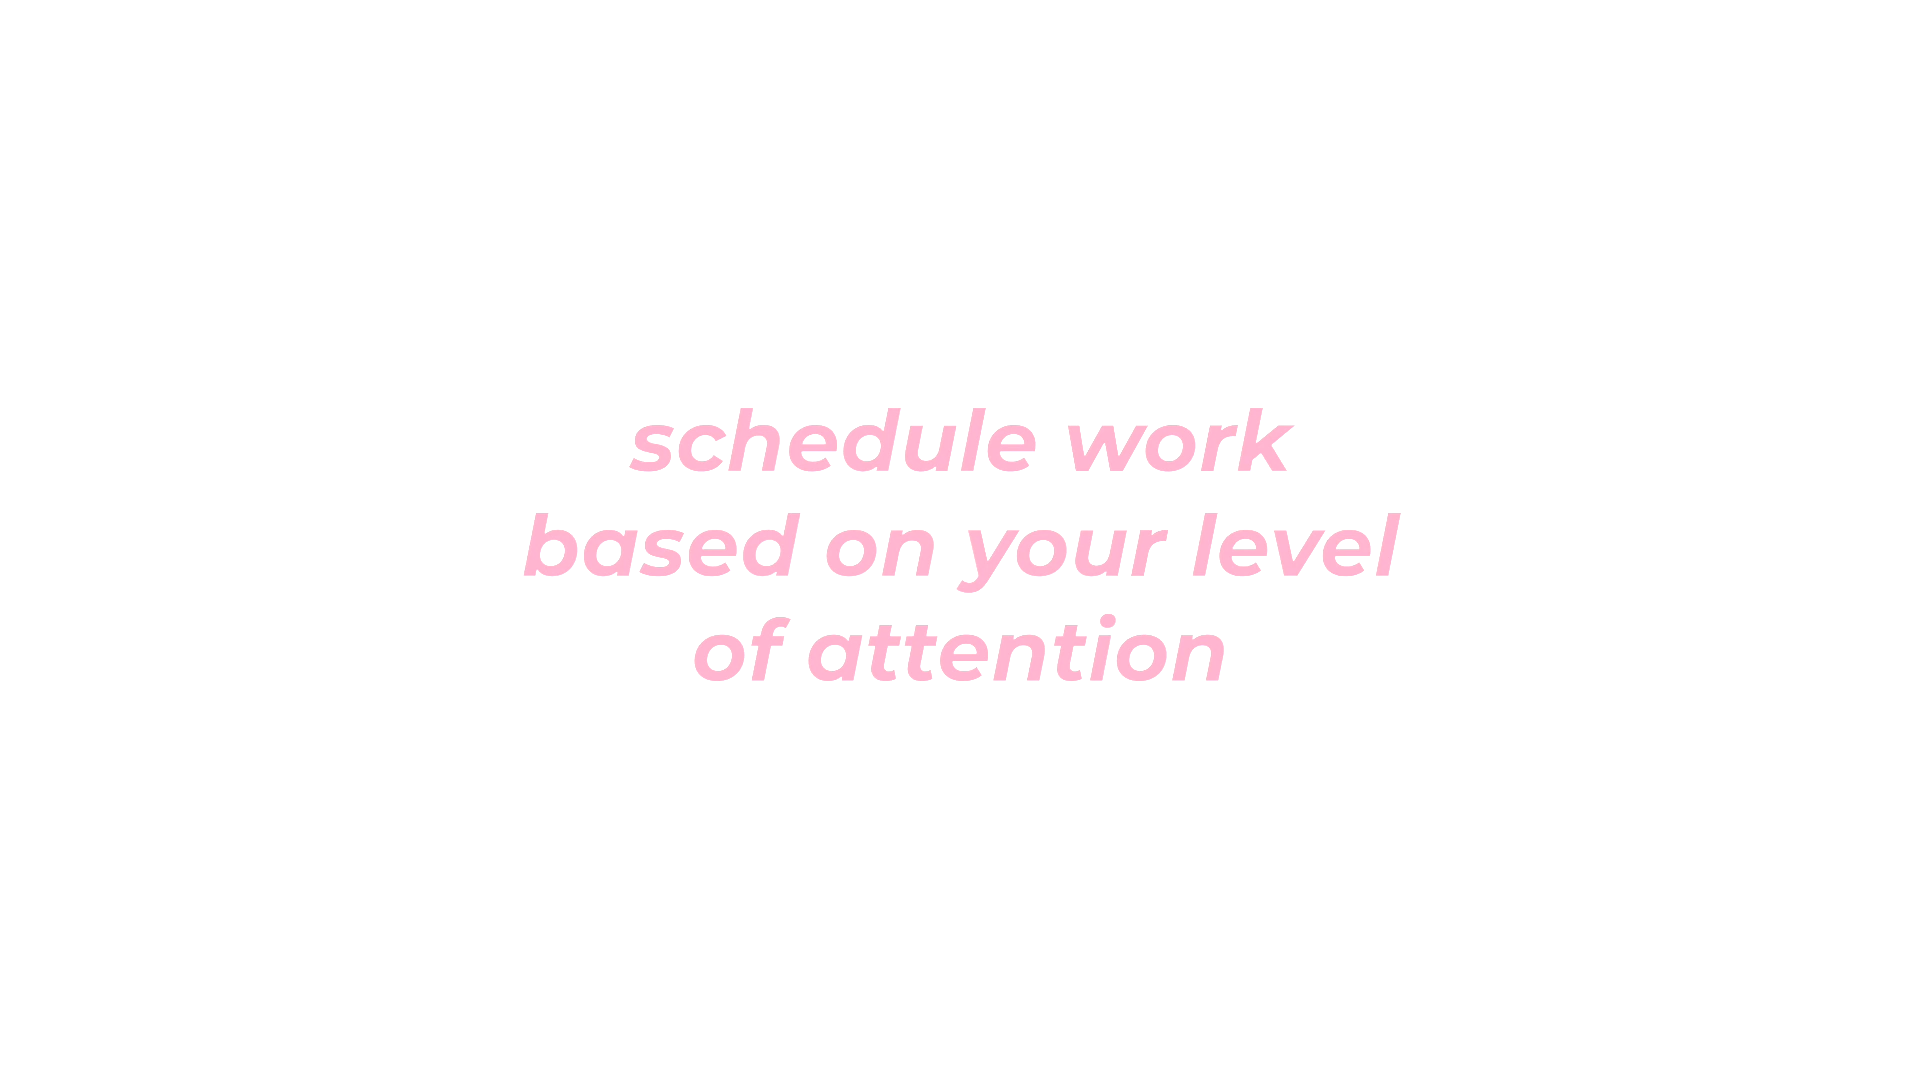 schedule work
based on your level
of attention